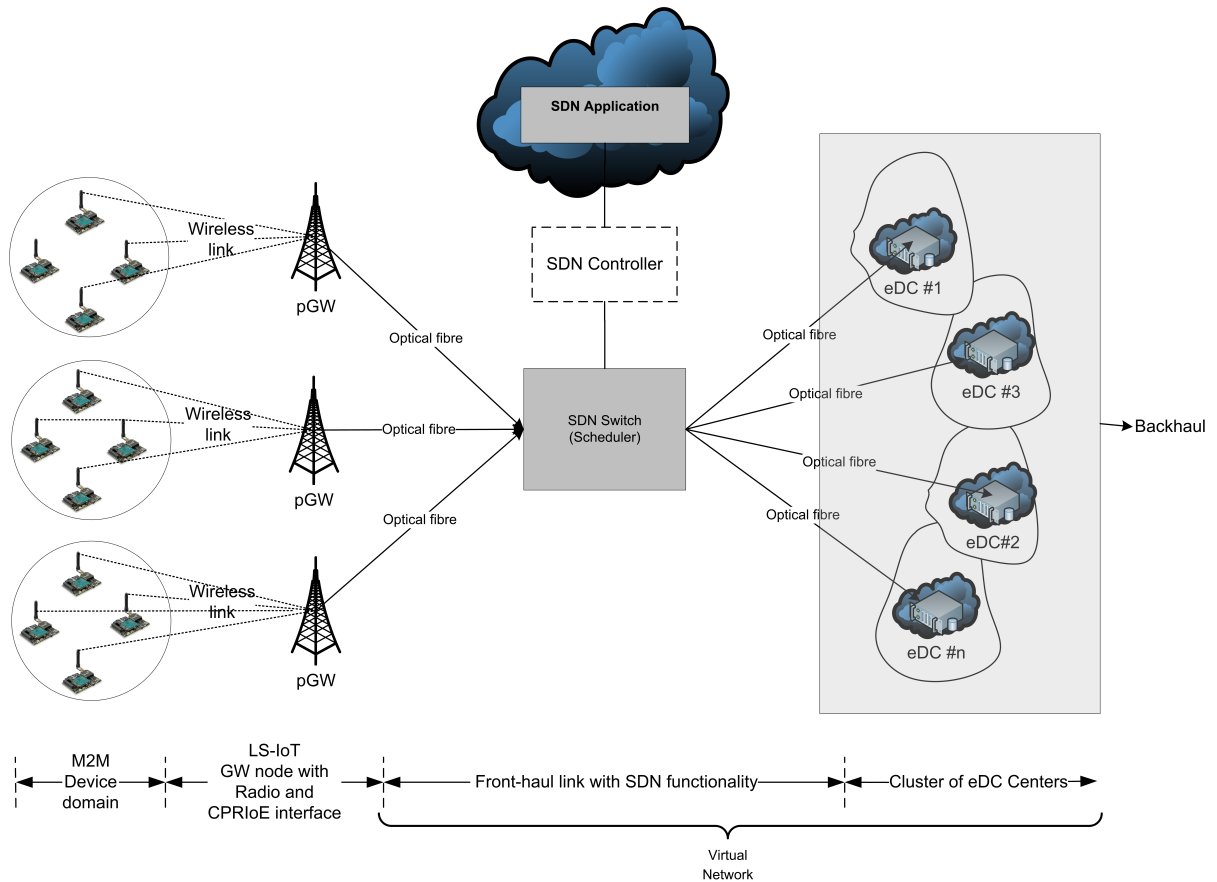 SDN Application
SDN Controller
SDN Switch
(Scheduler)
Wireless
link
pGW
Optical fibre
Wireless
link
pGW
Optical fibre
Wireless
link
pGW
Optical fibre
Optical fibre
Optical fibre
Optical fibre
Optical fibre
eDC #1
eDC #3
eDC#2
eDC #n
Backhaul
M2M
Device
domain
LS-IoT
GW node with
Radio and
CPRIoE interface
Front-haul link with SDN functionality
Cluster of eDC Centers
Virtual
Network